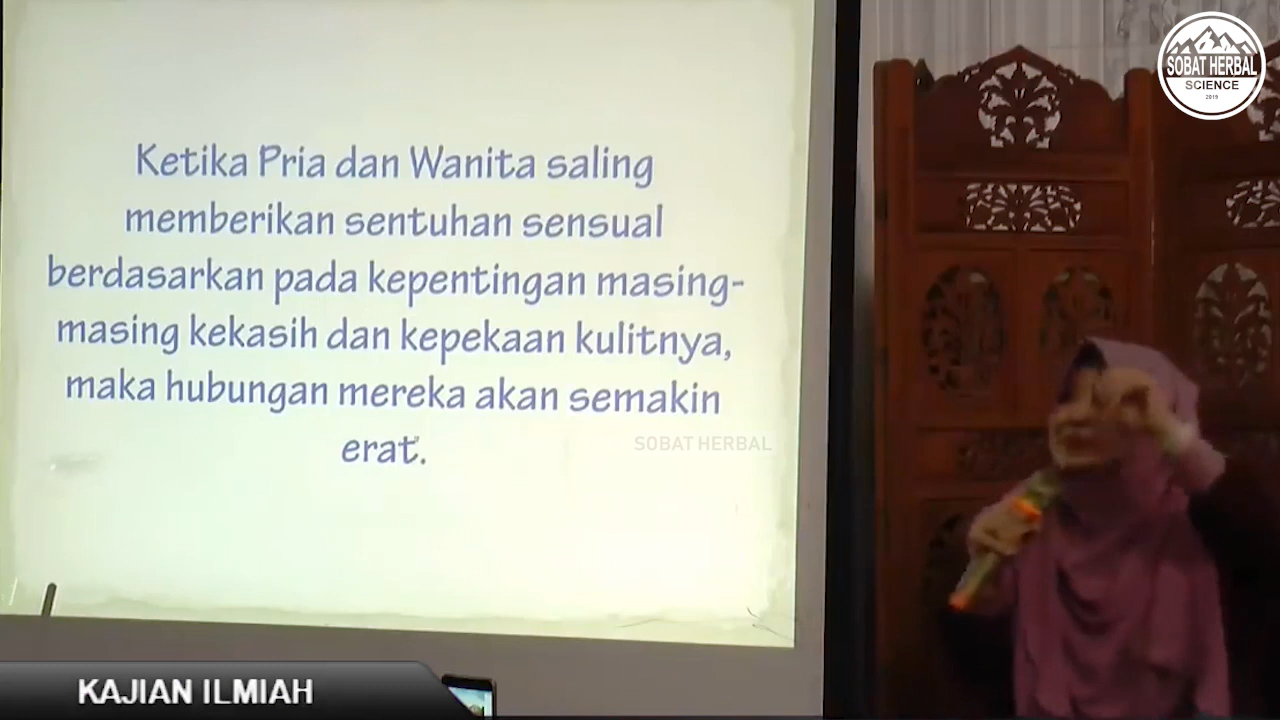 SOBAT HERBAL
SCIENCE
2019
Ketika Pria dan Wanita saling
memberikan sentuhan sensual
berdasarkan pada kepentingan masing-
masing kekasih dan kepekaan kulitnya,
maka hubungan mereka akan semakin
erat.
SOBAT HERBAL
KAJIAN ILMIAH